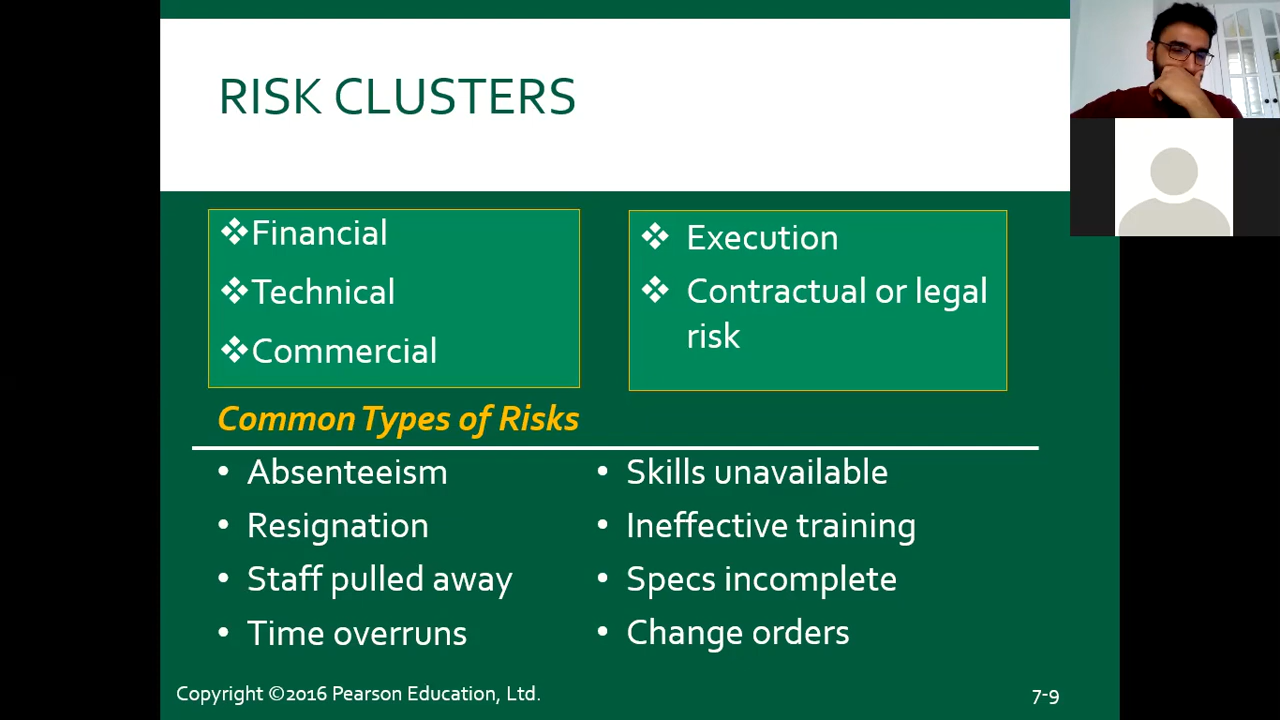 RISK CLUSTERS
❖Financial
❖Technical
❖Commercial
❖ Execution
❖ Contractual or legal
risk
Common Types of Risks
• Absenteeism
• Resignation
• Staff pulled away
• Time overruns
• Skills unavailable
• Ineffective training
• Specs incomplete
• Change orders
Copyright ©2016 Pearson Education, Ltd.
7-9